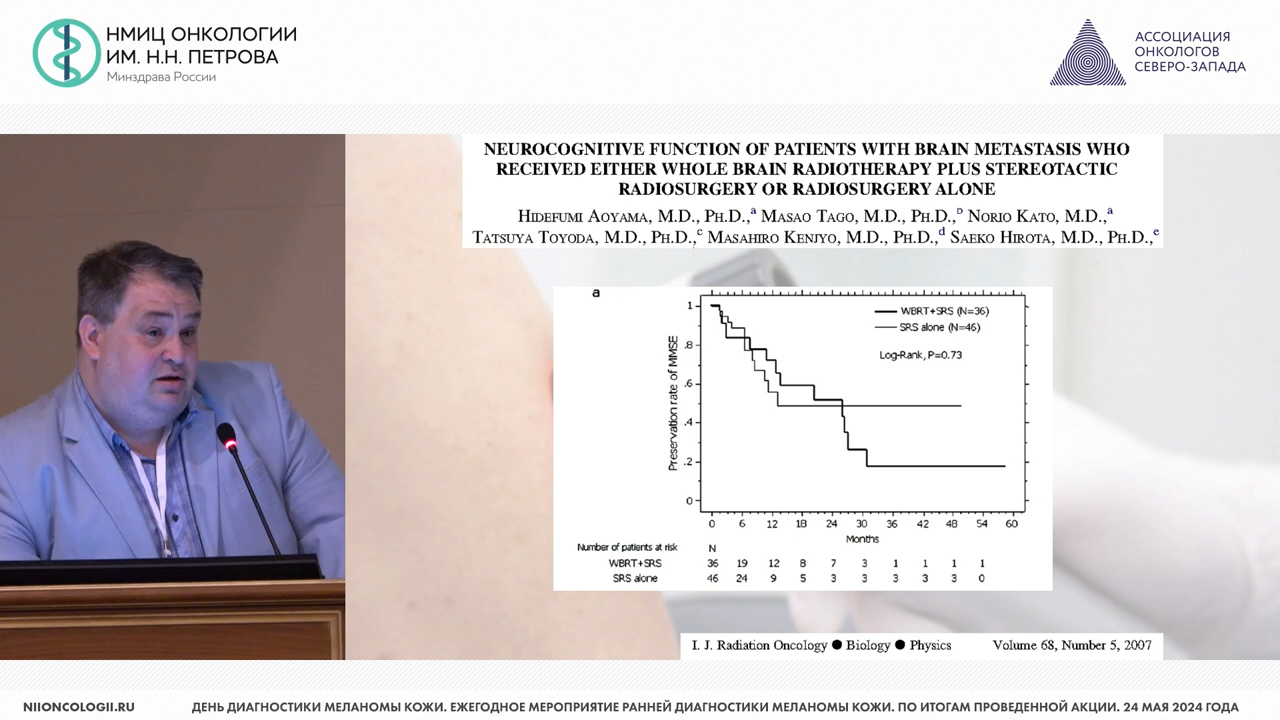 НМИЦ ОНКОЛОГИИ
ИМ. Н.Н. ПЕТРОВА
Минздрава России
АССОЦИАЦИЯ
ОНКОЛОГОВ
СЕВЕРО-ЗАПАДА
NEUROCOGNITIVE FUNCTION OF PATIENTS WITH BRAIN METASTASIS WHO
RECEIVED EITHER WHOLE BRAIN RADIOTHERAPY PLUS STEREOTACTIC
RADIOSURGERY OR RADIOSURGERY ALONE
HIDEFUMI AOYAMA, M.D., PH.D.,a MASAO TAGO, M.D., PH.D.,b NORIO KATO, M.D.,a
TATSUYA TOYODA, M.D., PH.D.,c MASAHIRO KENJYO, M.D., PH.D.,d SAEKO HIROTA, M.D., PH.D.,e
a
WBRT+SRS (N=36)
SRS alone (N=46)
Log-Rank, P=0.73
Preservation rate of MMSE
1
.8
.6
.4
.2
0
0 6 12 18 24 30 36 42 48 54 60
Months
Number of patients at risk N
WBRT+SRS 36 19 12 8 7 3 1 1 1 1
SRS alone 46 24 9 5 3 3 3 3 3 0
I. J. Radiation Oncology ● Biology ● Physics Volume 68, Number 5, 2007
NIIONCOLOGII.RU ДЕНЬ ДИАГНОСТИКИ МЕЛАНОМЫ КОЖИ. ЕЖЕГОДНОЕ МЕРОПРИЯТИЕ РАННЕЙ ДИАГНОСТИКИ МЕЛАНОМЫ КОЖИ. ПО ИТОГАМ ПРОВЕДЕННОЙ АКЦИИ. 24 МАЯ 2024 ГОДА